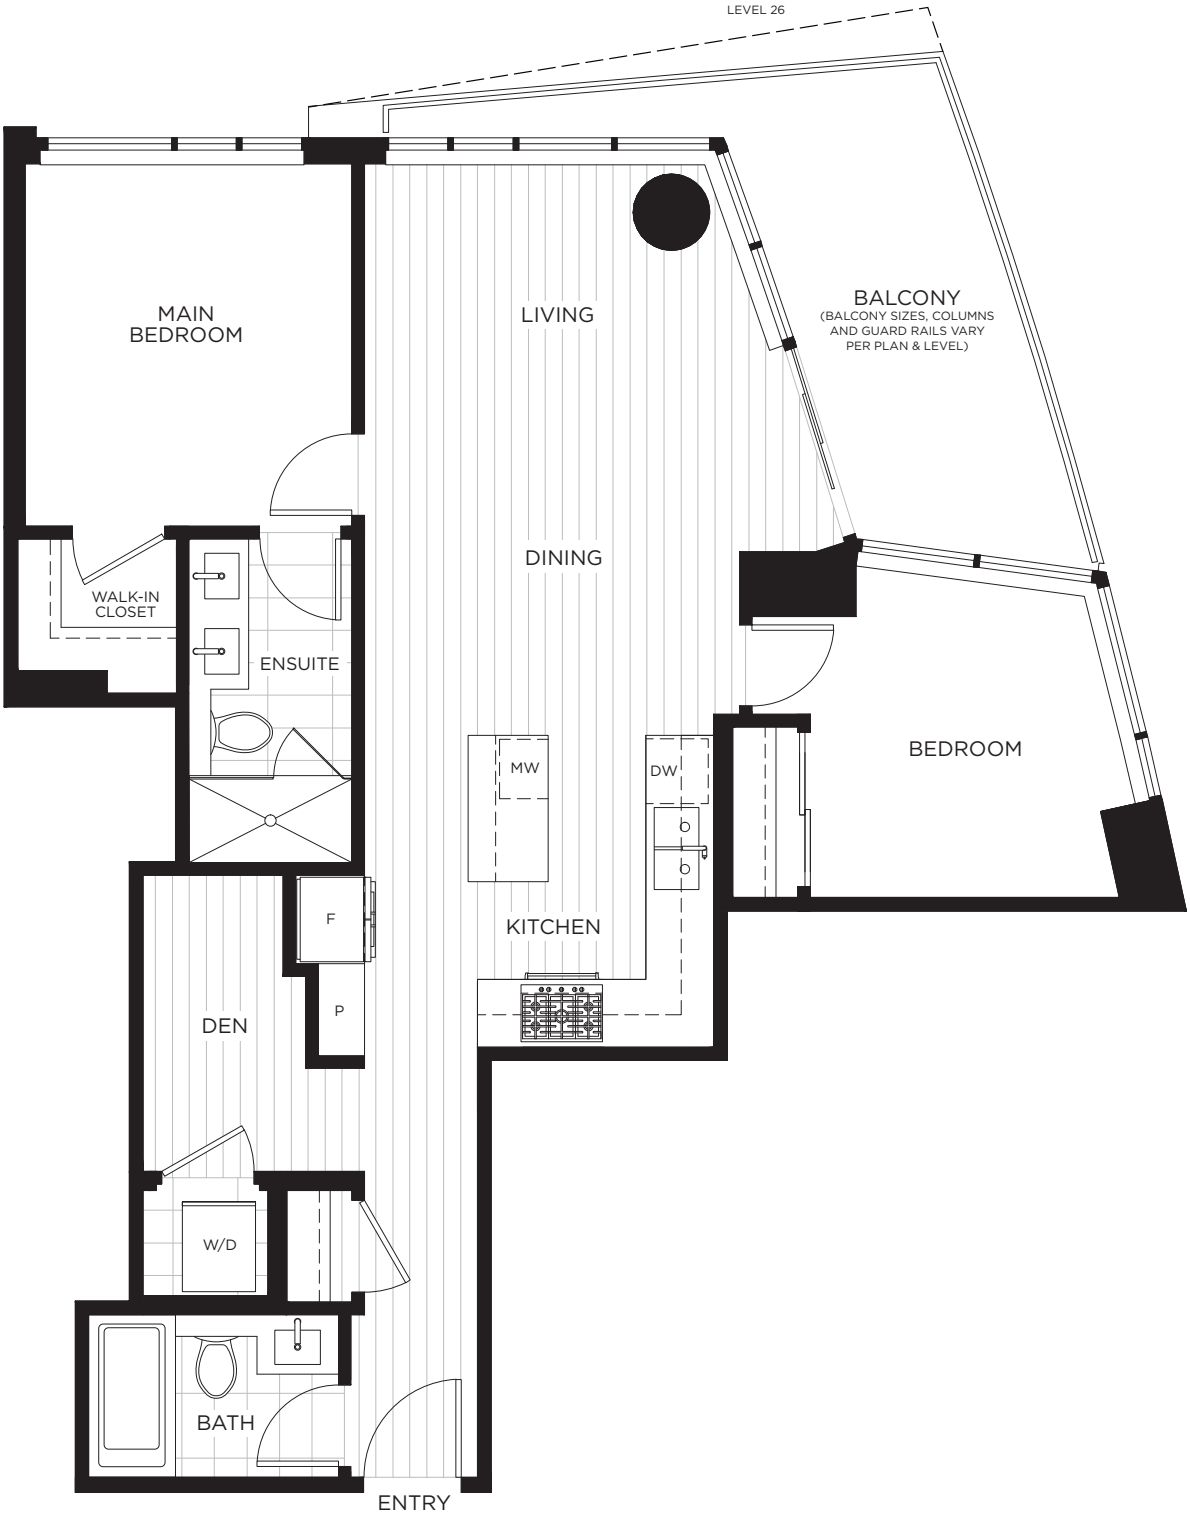 LEVEL 26
MAIN
BEDROOM
LIVING
BALCONY
(BALCONY SIZES, COLUMNS
AND GUARD RAILS VARY
PER PLAN & LEVEL)
DINING
WALK-IN
CLOSET
ENSUITE
BEDROOM
MW
DW
F
KITCHEN
P
DEN
W/D
BATH
ENTRY